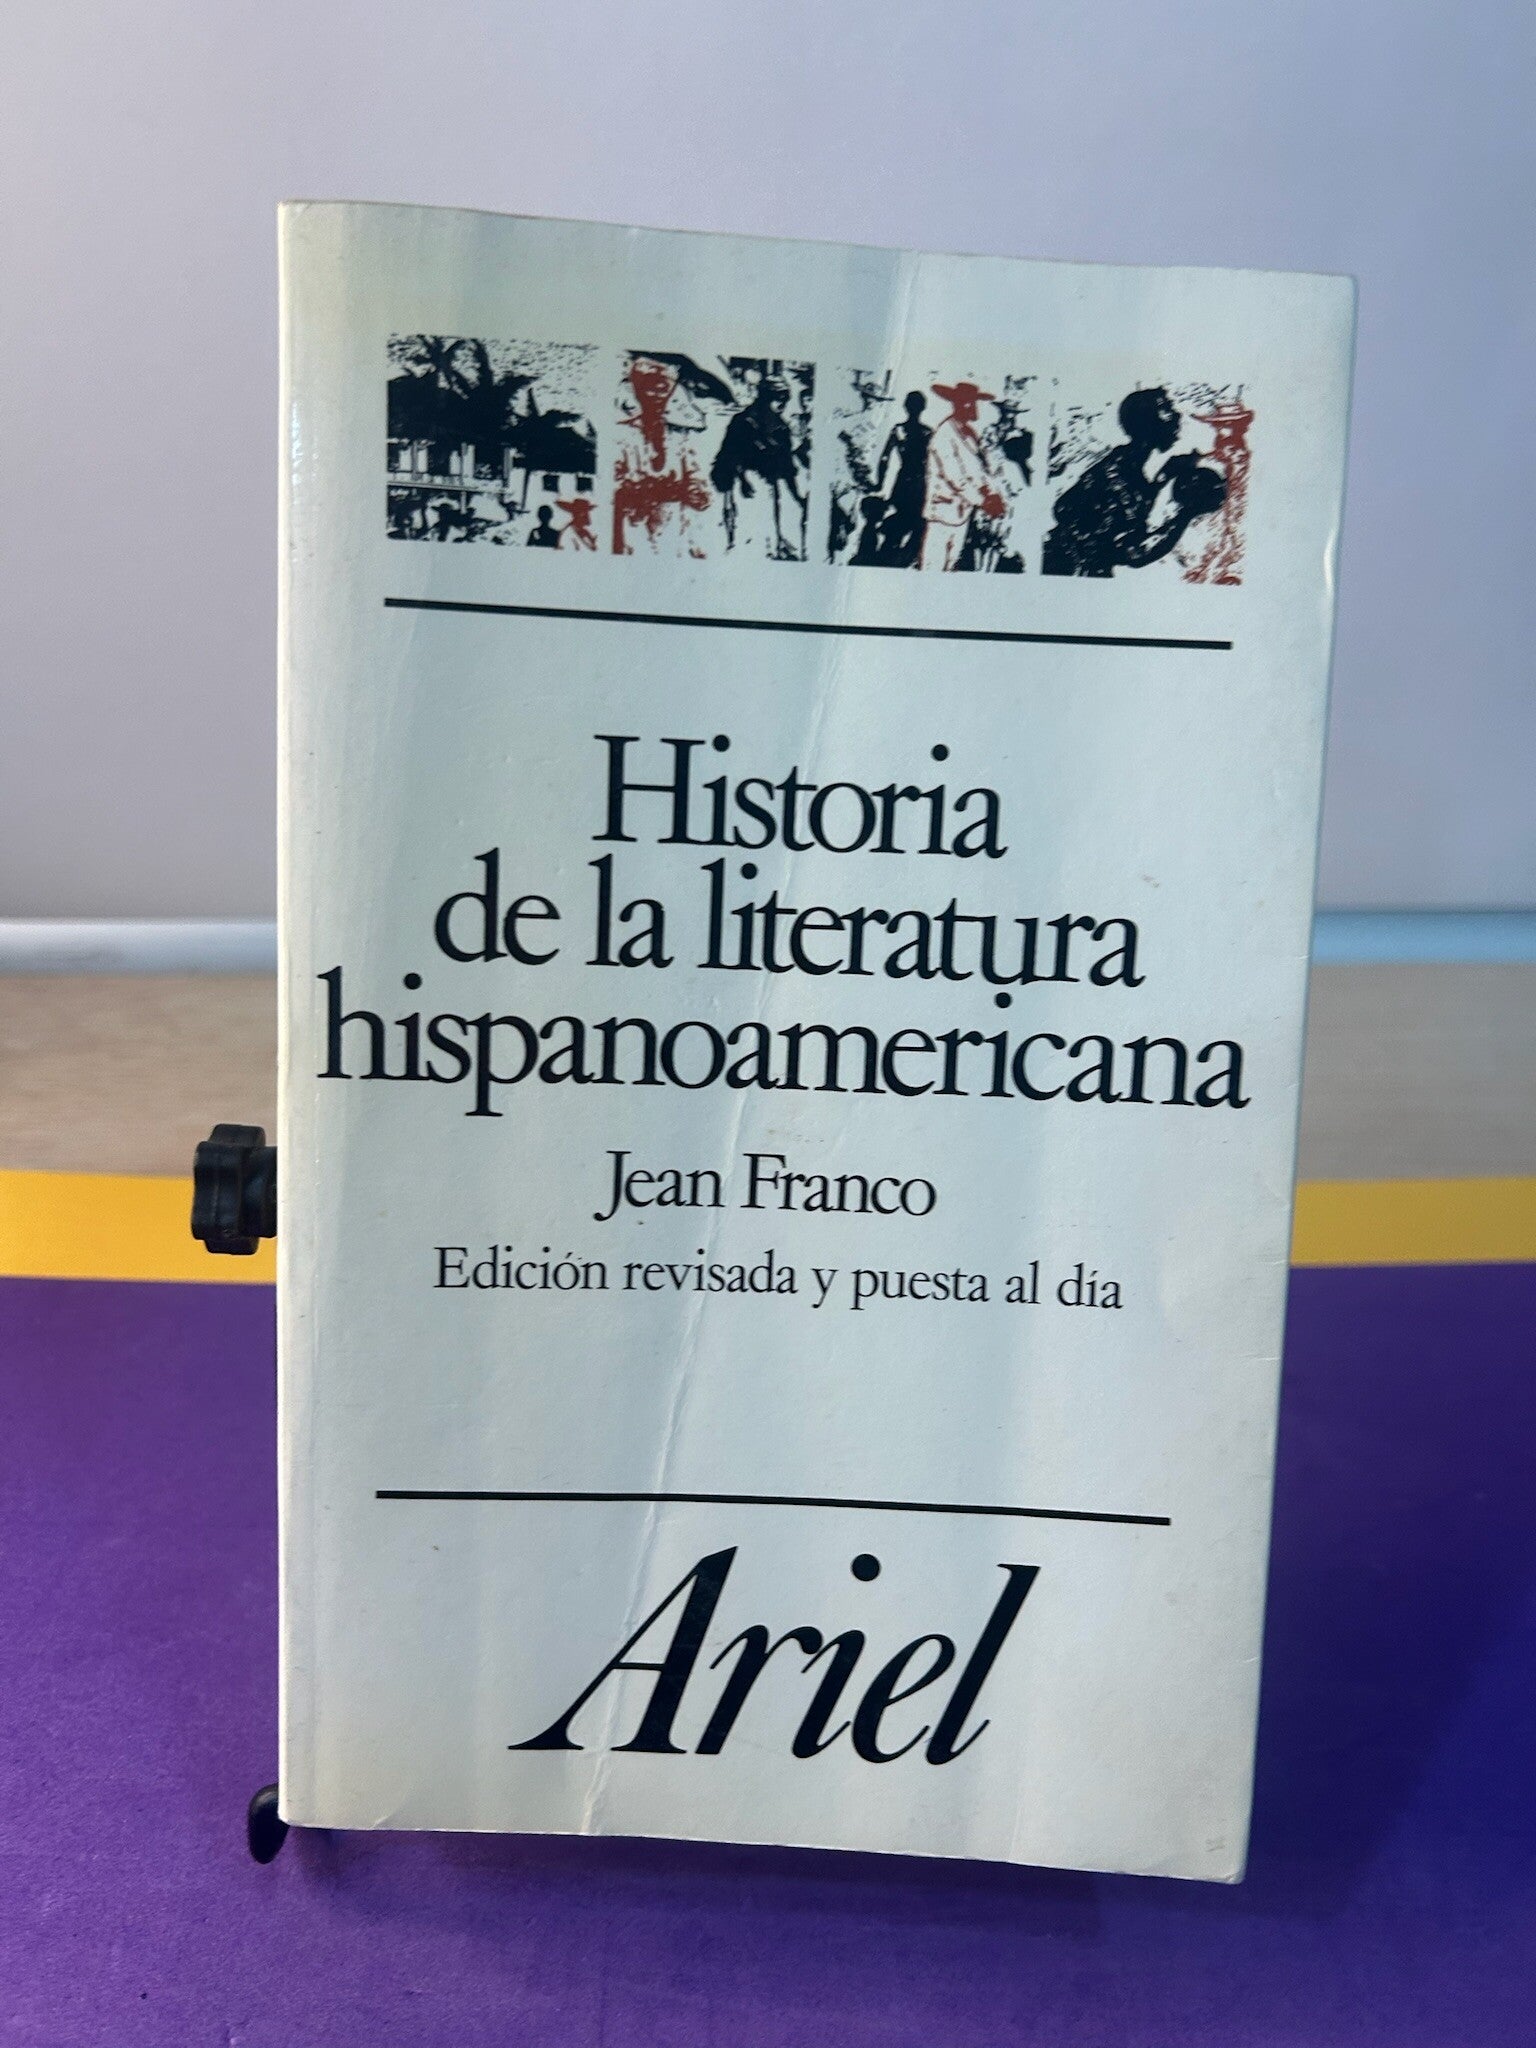 Historia
de la literatura
hispanoamericana
Jean Franco
Edición revisada y puesta al día
Ariel